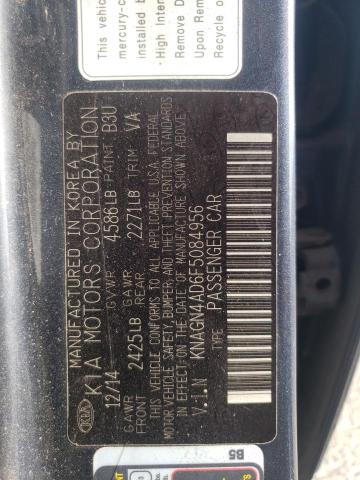 This vehic
mercury-c
installed b
• High Inten
Remove D
Upon Rem
Recycle o
MANUFACTURED IN KOREA BY
KIA MOTORS CORPORATION
KIA
12/14 GVWR 4586LB PAINT B3U
GAWR FRONT 2425LB GAWR REAR 2271LB TRIM VA
THIS VEHICLE CONFORMS TO ALL APPLICABLE U.S.A FEDERAL
MOTOR VEHICLE SAFETY, BUMPER AND THEFT PREVENTION STANDARDS
IN EFFECT ON THE DATE OF MANUFACTURE SHOWN ABOVE
V.I.N KNAGN4AD6F5084956
TYPE: PASSENGER CAR
B5
FRONT